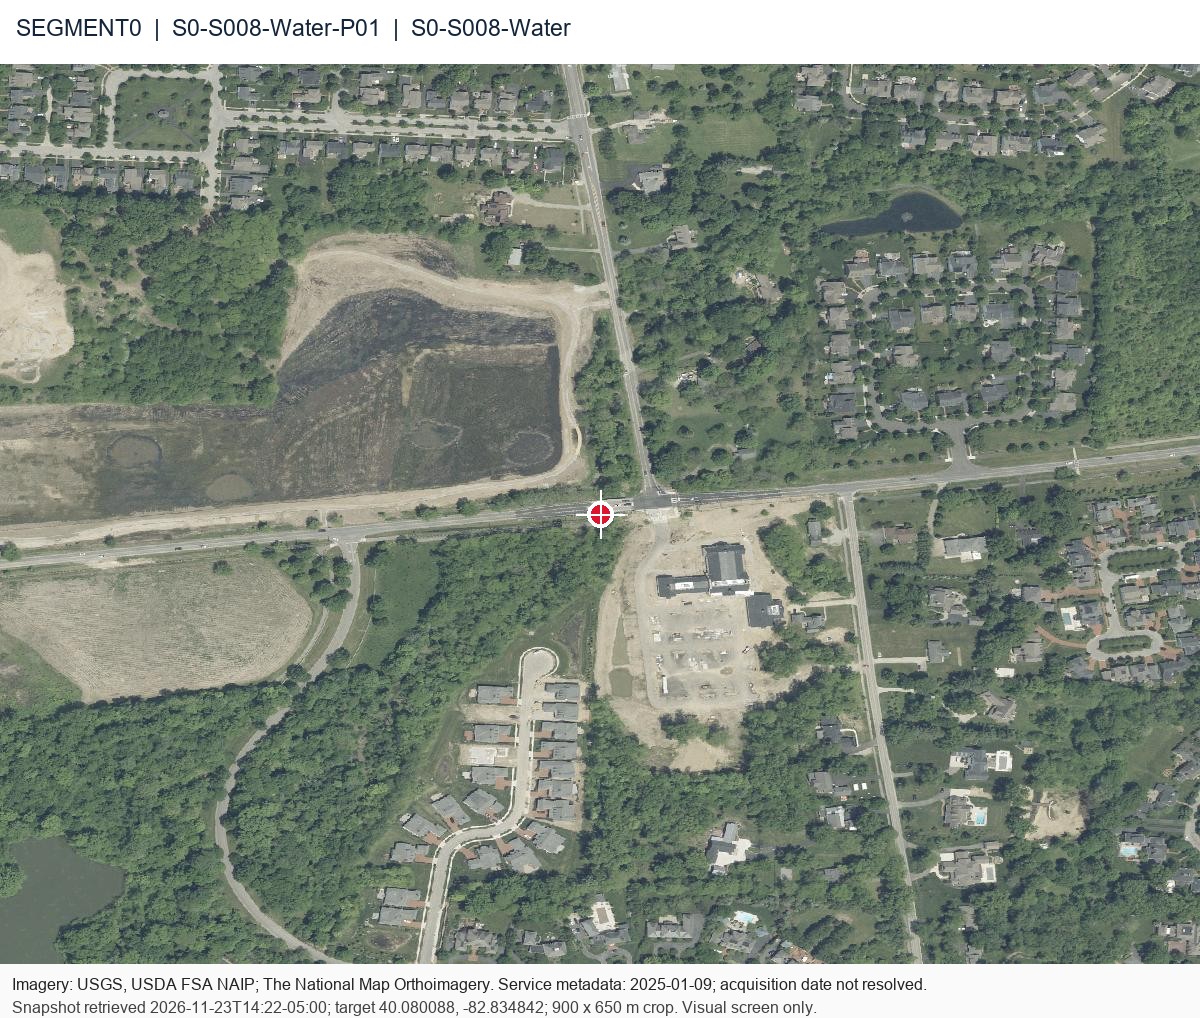 SEGMENT0 | S0-S008-Water-P01 | S0-S008-Water
Imagery: USGS, USDA FSA NAIP; The National Map Orthoimagery. Service metadata: 2025-01-09; acquisition date not resolved.
Snapshot retrieved 2026-11-23T14:22-05:00; target 40.080088, -82.834842; 900 x 650 m crop. Visual screen only.